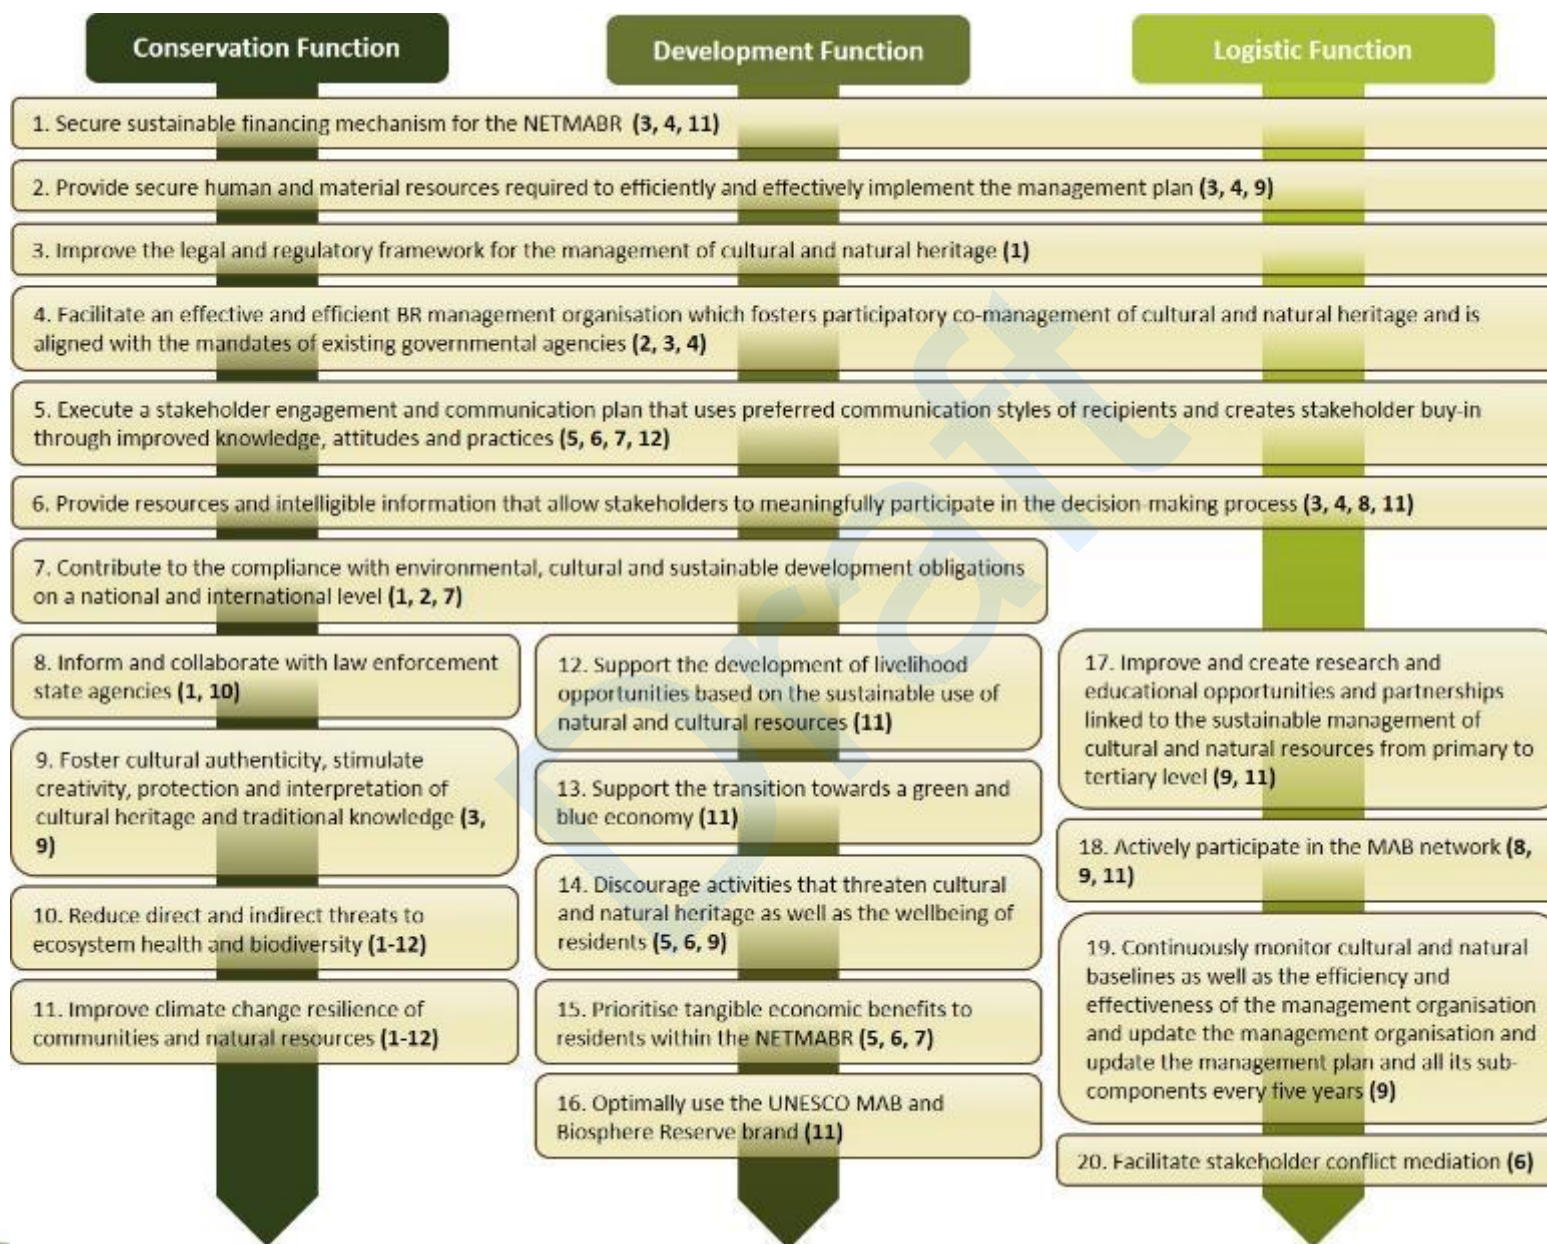 Conservation Function
Development Function
Logistic Function
1. Secure sustainable financing mechanism for the NETMABR (3, 4, 11)
2. Provide secure human and material resources required to efficiently and effectively implement the management plan (3, 4, 9)
3. Improve the legal and regulatory framework for the management of cultural and natural heritage (1)
4. Facilitate an effective and efficient BR management organisation which fosters participatory co-management of cultural and natural heritage and is
aligned with the mandates of existing governmental agencies (2, 3, 4)
5. Execute a stakeholder engagement and communication plan that uses preferred communication styles of recipients and creates stakeholder buy-in
through improved knowledge, attitudes and practices (5, 6, 7, 12)
6. Provide resources and intelligible information that allow stakeholders to meaningfully participate in the decision-making process (3, 4, 8, 11)
7. Contribute to the compliance with environmental, cultural and sustainable development obligations
on a national and international level (1, 2, 7)
8. Inform and collaborate with law enforcement
state agencies (1, 10)
9. Foster cultural authenticity, stimulate
creativity, protection and interpretation of
cultural heritage and traditional knowledge (3,
9)
10. Reduce direct and indirect threats to
ecosystem health and biodiversity (1-12)
11. Improve climate change resilience of
communities and natural resources (1-12)
12. Support the development of livelihood
opportunities based on the sustainable use of
natural and cultural resources (11)
13. Support the transition towards a green and
blue economy (11)
14. Discourage activities that threaten cultural
and natural heritage as well as the wellbeing of
residents (5, 6, 9)
15. Prioritise tangible economic benefits to
residents within the NETMABR (5, 6, 7)
16. Optimally use the UNESCO MAB and
Biosphere Reserve brand (11)
17. Improve and create research and
educational opportunities and partnerships
linked to the sustainable management of
cultural and natural resources from primary to
tertiary level (9, 11)
18. Actively participate in the MAB network (8,
9, 11)
19. Continuously monitor cultural and natural
baselines as well as the efficiency and
effectiveness of the management organisation
and update the management organisation and
update the management plan and all its sub-
components every five years (9)
20. Facilitate stakeholder conflict mediation (6)
Draft